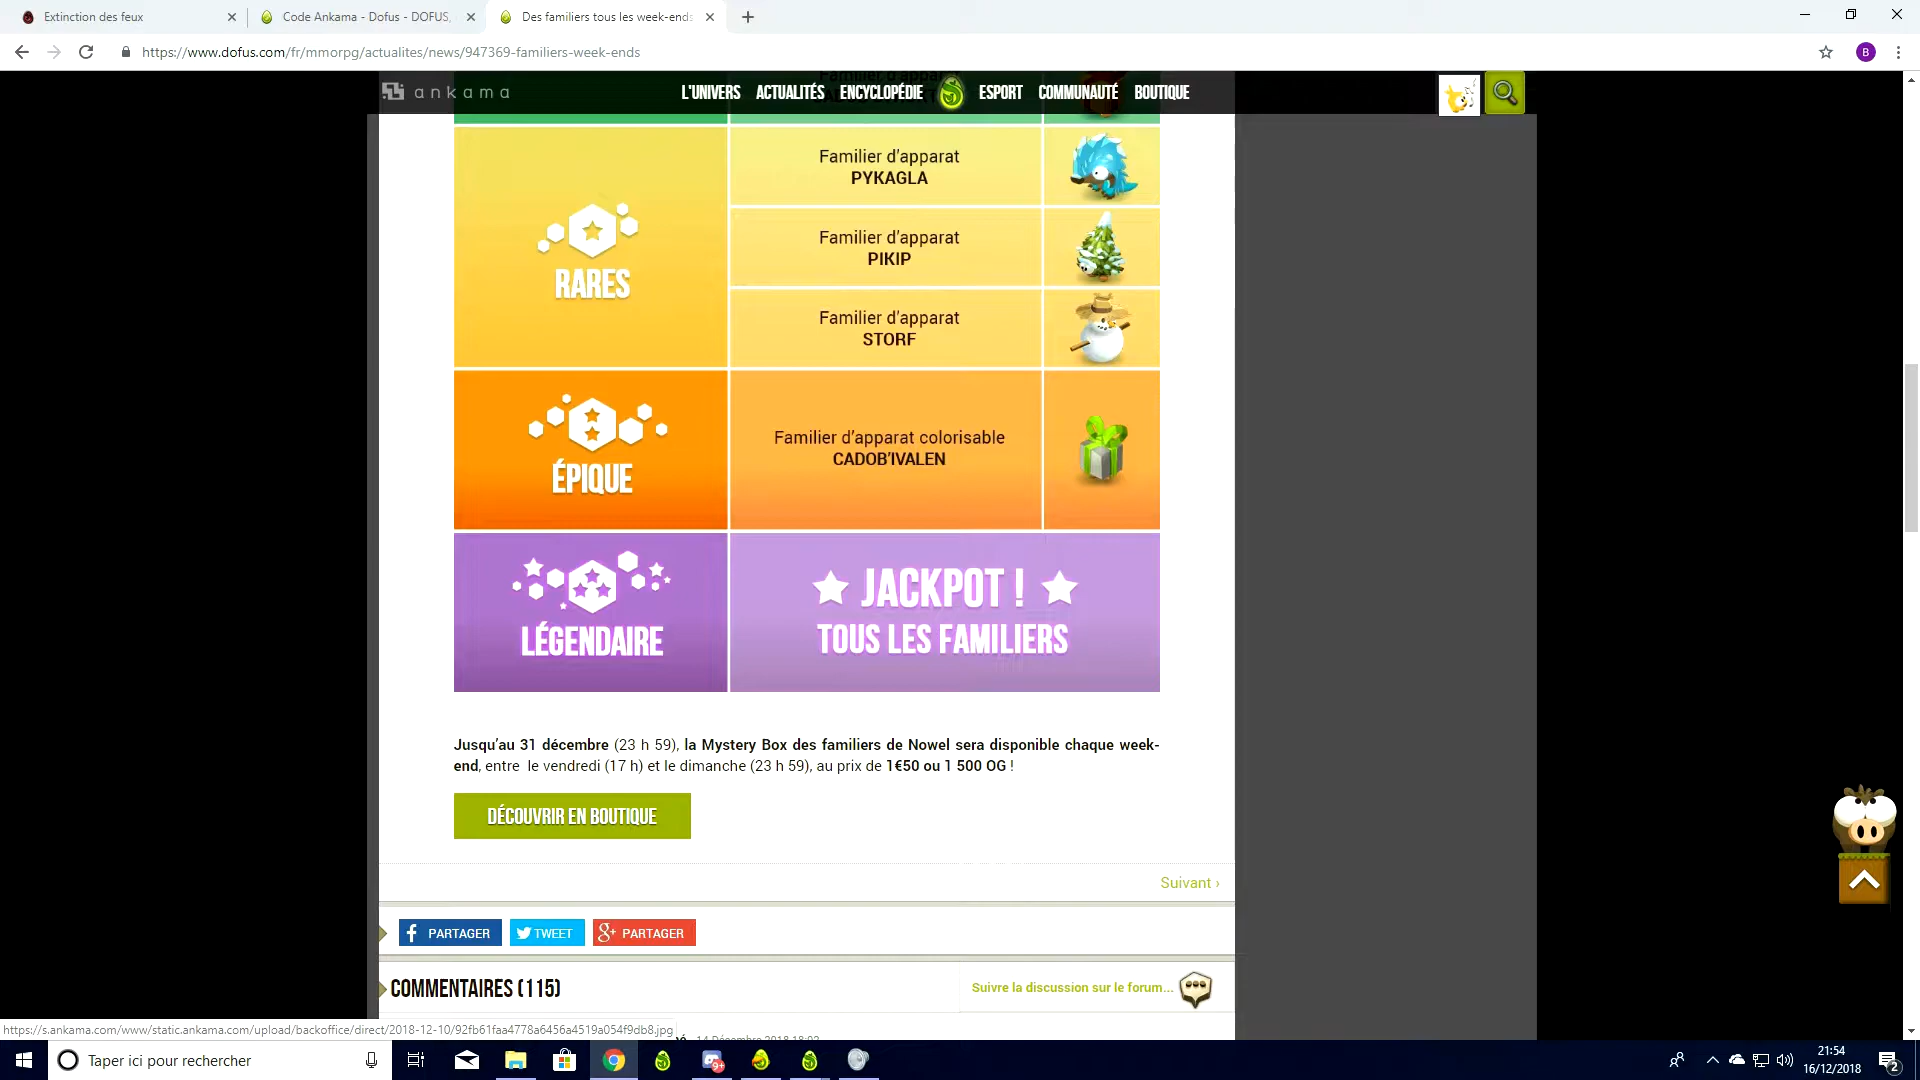 Extinction des feux
Code Ankama - Dofus - DOFUS,
Des familiers tous les week-ends
https://www.dofus.com/fr/mmorpg/actualites/news/947369-familiers-week-ends
B
ankama
L'UNIVERS
ACTUALITÉS
ENCYCLOPÉDIE
ESPORT
COMMUNAUTÉ
BOUTIQUE
RARES
Familier d'apparat
PYKAGLA
Familier d'apparat
PIKIP
Familier d'apparat
STORF
ÉPIQUE
Familier d'apparat colorisable
CADOB'IVALEN
LÉGENDAIRE
JACKPOT !
TOUS LES FAMILIERS
Jusqu'au 31 décembre (23 h 59), la Mystery Box des familiers de Nowel sera disponible chaque week-
end, entre le vendredi (17 h) et le dimanche (23 h 59), au prix de 1€50 ou 1 500 OG !
DÉCOUVRIR EN BOUTIQUE
Suivant ›
PARTAGER
TWEET
PARTAGER
COMMENTAIRES (115)
Suivre la discussion sur le forum...
https://s.ankama.com/www/static.ankama.com/upload/backoffice/direct/2018-12-10/92fb61faa4778a6456a4519a054f9db8.jpg
Taper ici pour rechercher
9+
21:54
16/12/2018
2